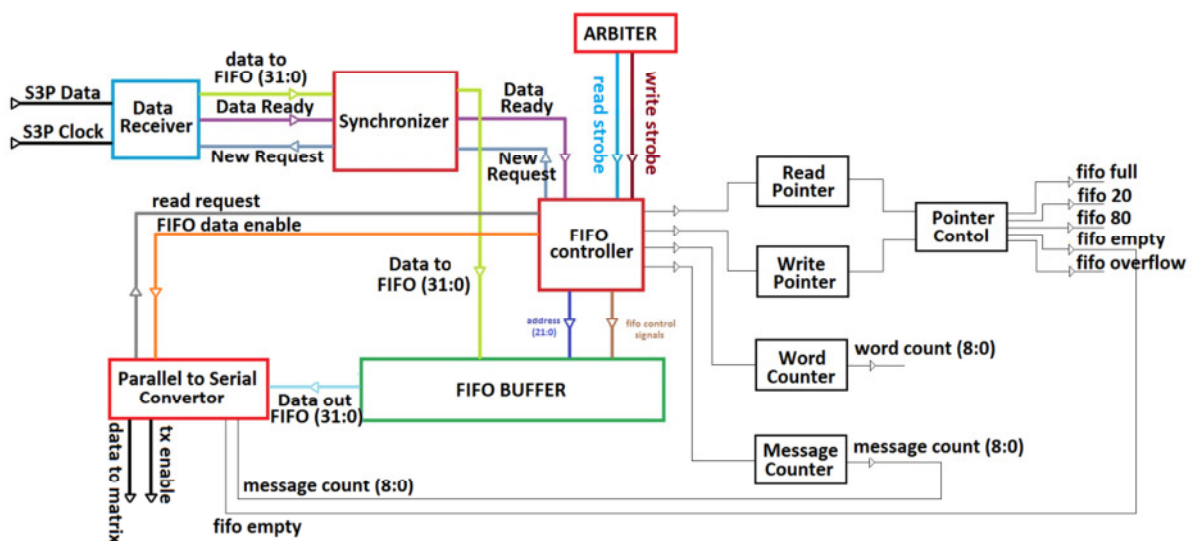 ARBITER
data to
FIFO (31:0)
S3P Data
Data Ready
Data
Receiver
Synchronizer
Data
Ready
read strobe
write strobe
S3P Clock
New Request
New
Request
Read
Pointer
fifo full
fifo 20
fifo 80
fifo empty
fifo overflow
Pointer
Contol
read request
FIFO data enable
FIFO
controller
Data to
FIFO (31:0)
Write
Pointer
address
(21:0)
fifo control
signals
Word
Counter
word count (8:0)
Parallel to Serial
Convertor
Data out
FIFO (31:0)
FIFO BUFFER
Message
Counter
message count (8:0)
data to matrix
tx enable
message count (8:0)
fifo empty